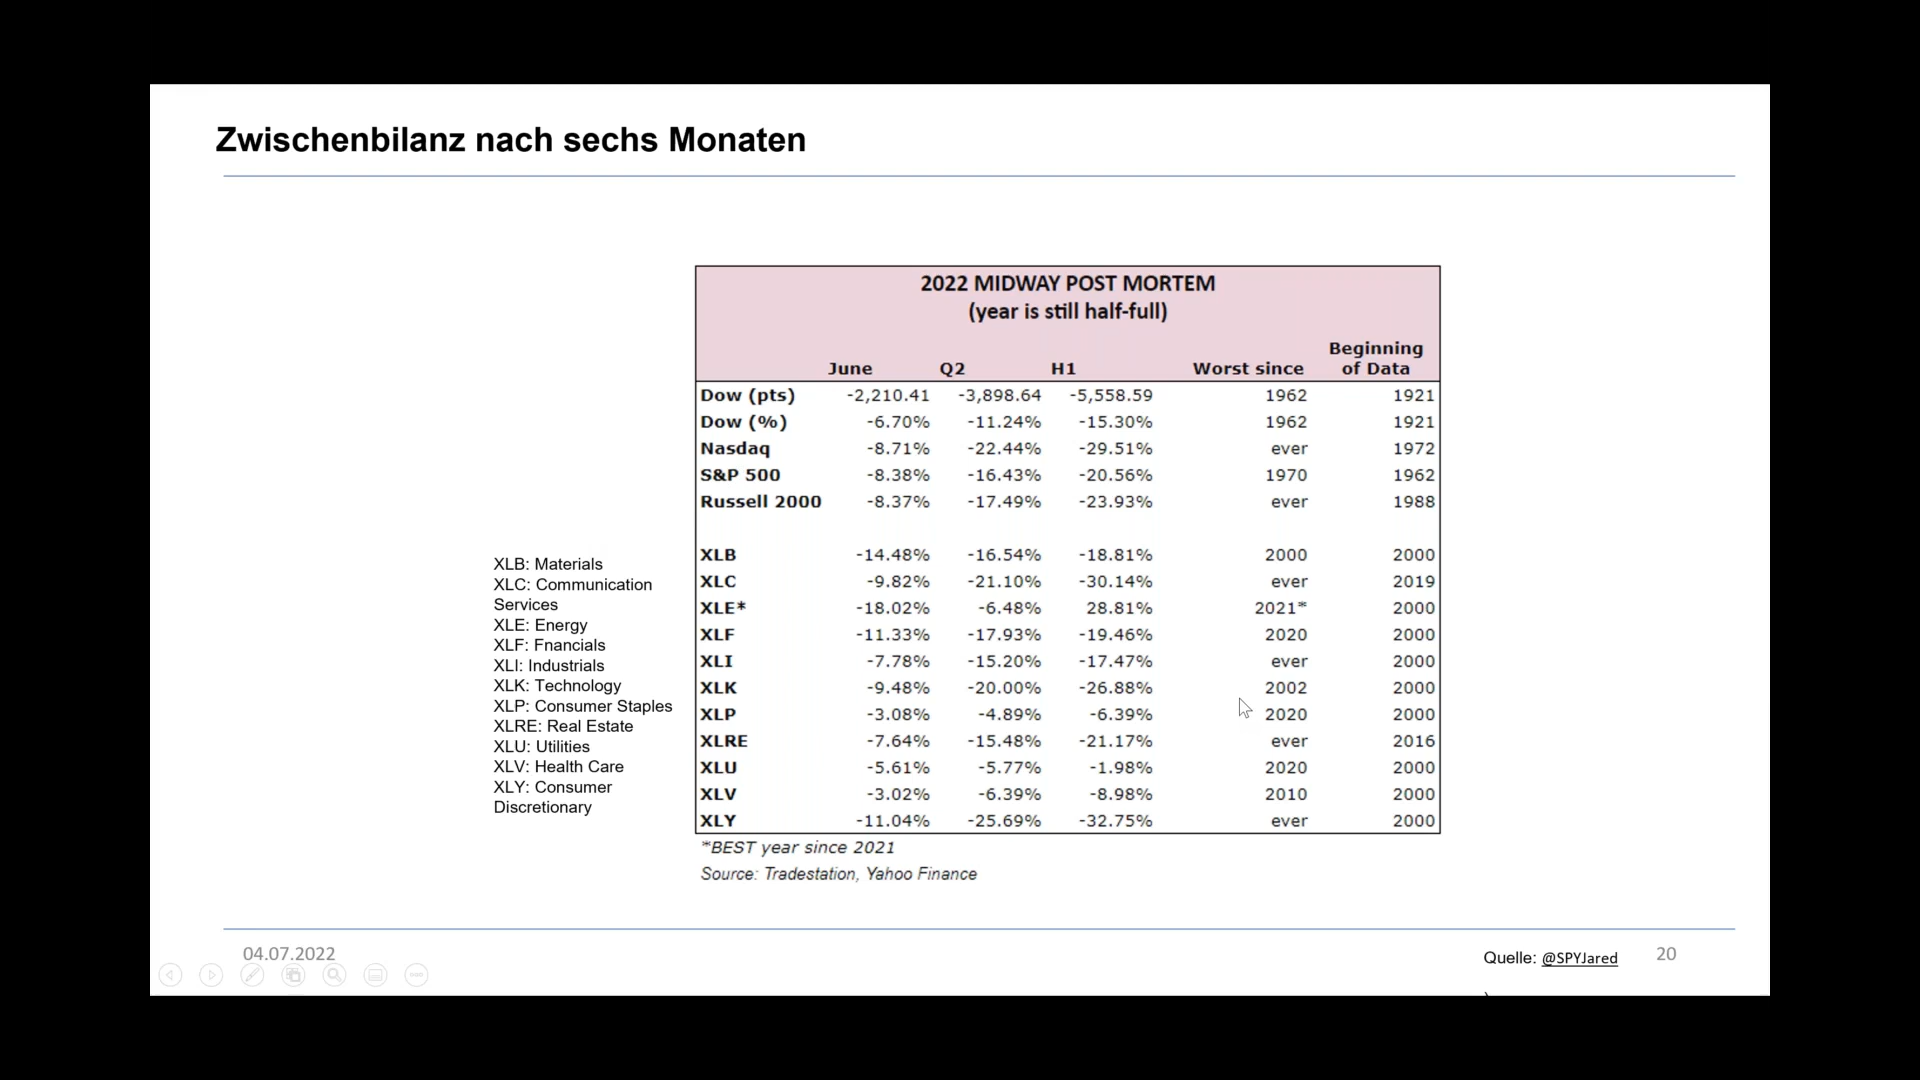 Zwischenbilanz nach sechs Monaten
2022 MIDWAY POST MORTEM
(year is still half-full)
June Q2 H1 Worst since Beginning of Data
Dow (pts) -2,210.41 -3,898.64 -5,558.59 1962 1921
Dow (%) -6.70% -11.24% -15.30% 1962 1921
Nasdaq -8.71% -22.44% -29.51% ever 1972
S&P 500 -8.38% -16.43% -20.56% 1970 1962
Russell 2000 -8.37% -17.49% -23.93% ever 1988
XLB -14.48% -16.54% -18.81% 2000 2000
XLC -9.82% -21.10% -30.14% ever 2019
XLE* -18.02% -6.48% 28.81% 2021* 2000
XLF -11.33% -17.93% -19.46% 2020 2000
XLI -7.78% -15.20% -17.47% ever 2000
XLK -9.48% -20.00% -26.88% 2002 2000
XLP -3.08% -4.89% -6.39% 2020 2000
XLRE -7.64% -15.48% -21.17% ever 2016
XLU -5.61% -5.77% -1.98% 2020 2000
XLV -3.02% -6.39% -8.98% 2010 2000
XLY -11.04% -25.69% -32.75% ever 2000
*BEST year since 2021
Source: Tradestation, Yahoo Finance
XLB: Materials
XLC: Communication
Services
XLE: Energy
XLF: Fnancials
XLI: Industrials
XLK: Technology
XLP: Consumer Staples
XLRE: Real Estate
XLU: Utilities
XLV: Health Care
XLY: Consumer
Discretionary
04.07.2022
Quelle: @SPYJared
20